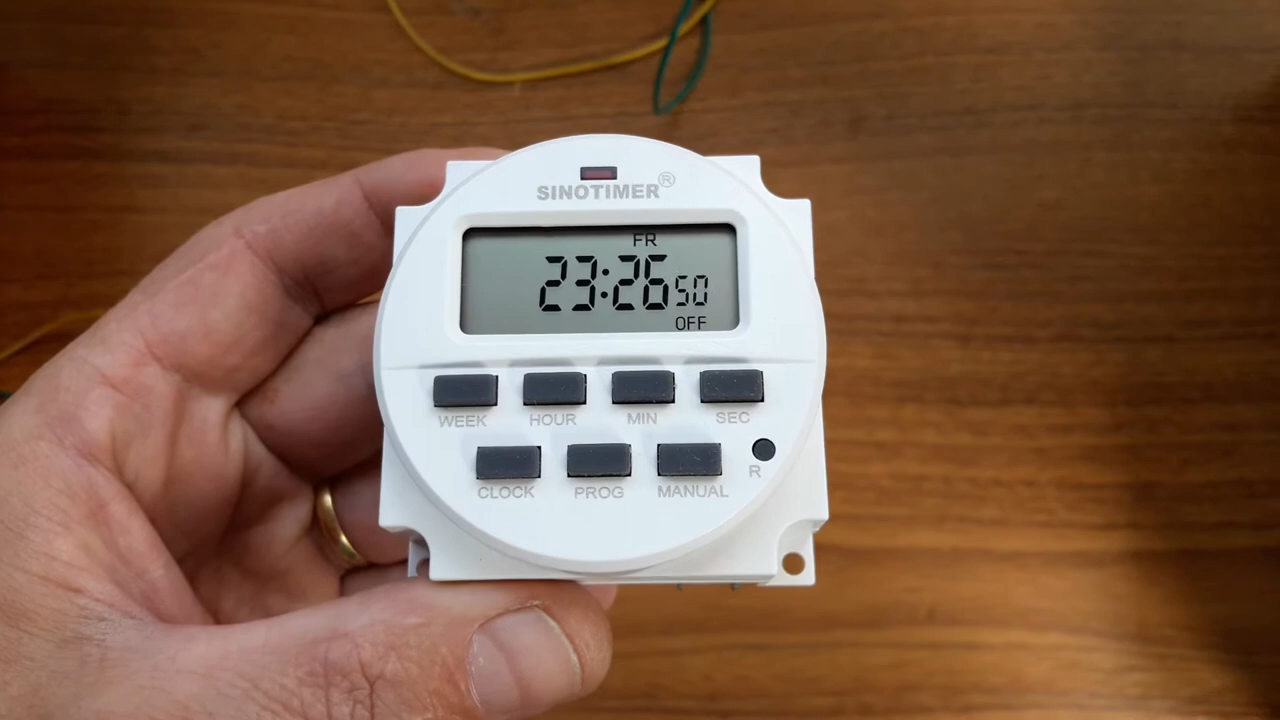 SINOTIMER®
FR
23:26 50
OFF
WEEK HOUR MIN SEC
R
CLOCK PROG MANUAL